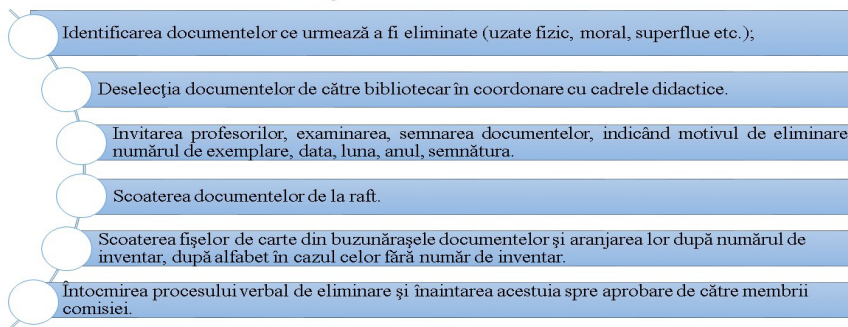 Identificarea documentelor ce urmează a fi eliminate (uzate fizic, moral, superflue etc.);
Deselecţia documentelor de către bibliotecar în coordonare cu cadrele didactice.
Invitarea profesorilor, examinarea, semnarea documentelor, indicând motivul de eliminare
numărul de exemplare, data, luna, anul, semnătura.
Scoaterea documentelor de la raft.
Scoaterea fişelor de carte din buzunăraşele documentelor şi aranjarea lor după numărul de
inventar, după alfabet în cazul celor fără număr de inventar.
Întocmirea procesului verbal de eliminare şi înaintarea acestuia spre aprobare de către membrii
comisiei.